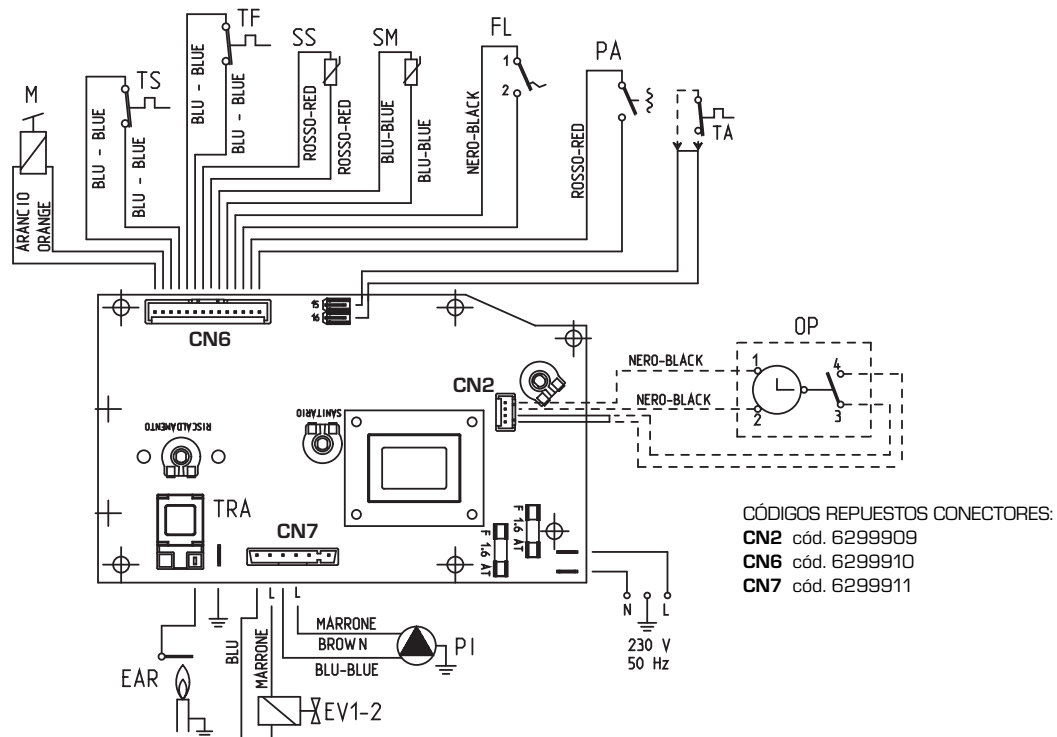 TF
SS
SM
FL
PA
TS
M
TA
BLU - BLUE
BLU - BLUE
BLU - BLUE
BLU - BLUE
ROSSO-RED
ROSSO-RED
BLU-BLUE
BLU-BLUE
NERO-BLACK
1
2
ROSSO-RED
ARANCIO
ORANGE
15
16
CN6
OP
NERO-BLACK
NERO-BLACK
1
2
4
3
CN2
SANITARIO
RISCALDAMENTO
TRA
CN7
F 1.6 AT
F 1.6 AT
CÓDIGOS REPUESTOS CONECTORES:
CN2 cód. 6299909
CN6 cód. 6299910
CN7 cód. 6299911
L
L
N
L
230 V
50 Hz
MARRONE
BROWN
BLU-BLUE
PI
BLU
MARRONE
EAR
EV1-2